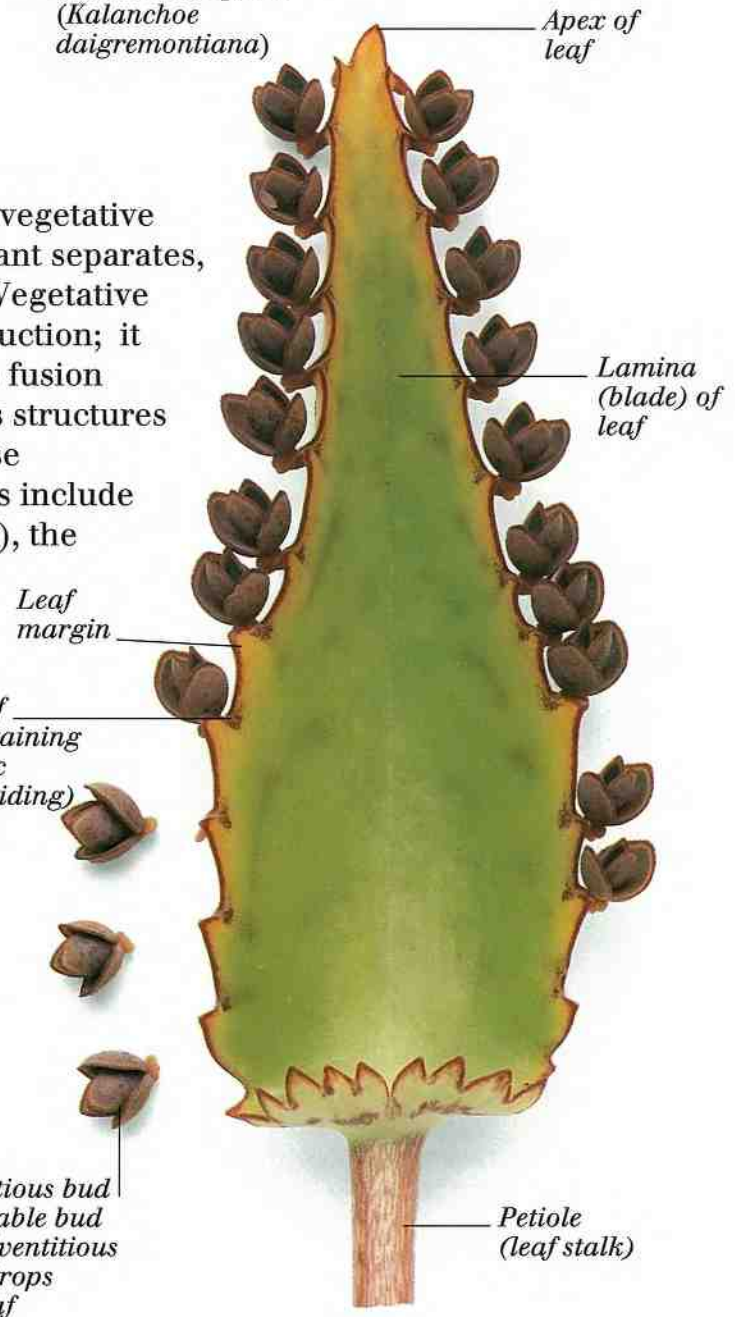 (Kalanchoe
daigremontiana)
Apex of
leaf
vegetative
ant separates,
Vegetative
uction; it
fusion
s structures
se
s include
), the
Lamina
(blade) of
leaf
Leaf
margin
f
aining
c
iding)
tious bud
able bud
ventitious
rops
af
Petiole
(leaf stalk)